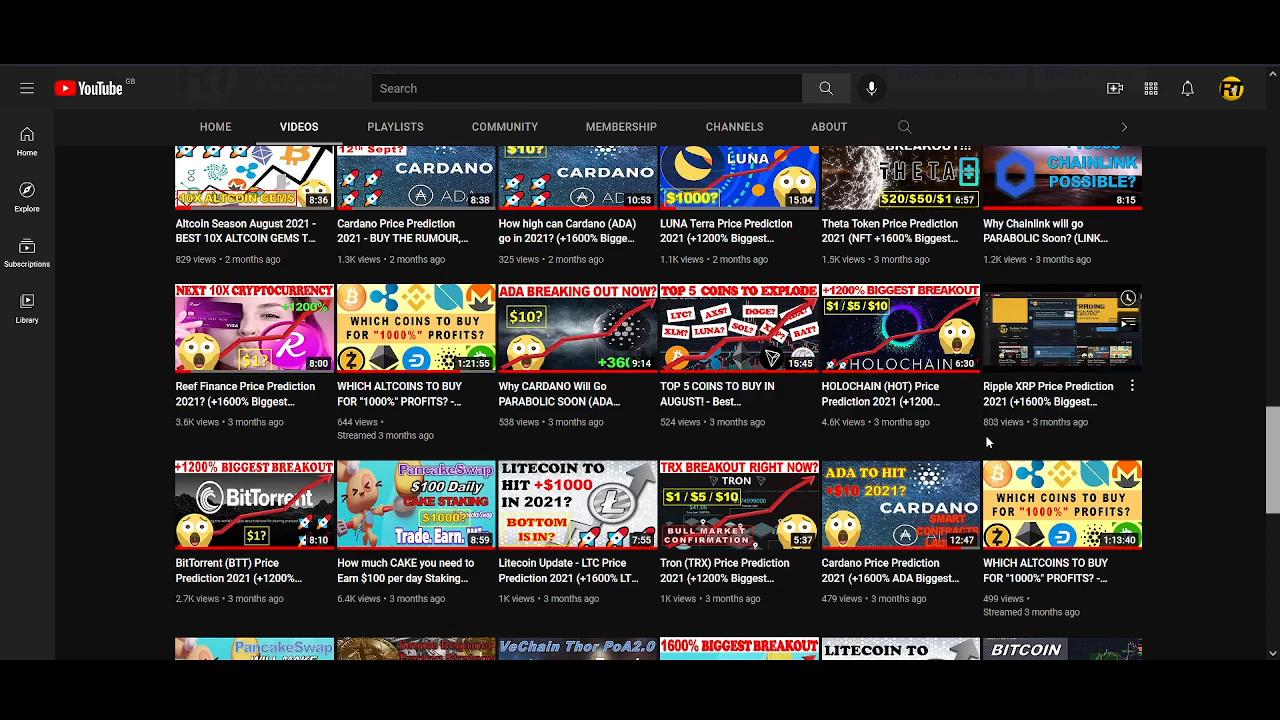 YouTube GB
Search
Home
Explore
Subscriptions
Library
HOME VIDEOS PLAYLISTS COMMUNITY MEMBERSHIP CHANNELS ABOUT
10X ALTCOIN GEMS
8:36
12th Sept?
CARDANO
8:38
$10?
CARDANO
10:53
LUNA
$1000?
15:04
BREAKOUT!!!
THETA
$20/$50/$1
6:57
CHAINLINK
POSSIBLE?
8:15
Altcoin Season August 2021 -
BEST 10X ALTCOIN GEMS T...
829 views • 2 months ago
Cardano Price Prediction
2021 - BUY THE RUMOUR,...
1.3K views • 2 months ago
How high can Cardano (ADA)
go in 2021? (+1600% Bigge...
325 views • 2 months ago
LUNA Terra Price Prediction
2021 (+1200% Biggest...
1.1K views • 2 months ago
Theta Token Price Prediction
2021 (NFT +1600% Biggest...
1.5K views • 3 months ago
Why Chainlink will go
PARABOLIC Soon? (LINK...
1.2K views • 3 months ago
NEXT 10X CRYPTOCURRENCY
+1200%
VISA
$1?
8:00
WHICH COINS TO BUY
FOR "1000%" PROFITS?
1:21:55
ADA BREAKING OUT NOW?
$10?
+360
9:14
TOP 5 COINS TO EXPLODE
LTC? AXS? DOGE?
XLM? LUNA? SOL?
BAT?
15:45
+1200% BIGGEST BREAKOUT
$1 / $5 / $10
HOLOCHAIN
6:30
Reef Finance Price Prediction
2021? (+1600% Biggest...
3.6K views • 3 months ago
WHICH ALTCOINS TO BUY
FOR "1000%" PROFITS? -...
644 views •
Streamed 3 months ago
Why CARDANO Will Go
PARABOLIC SOON (ADA...
538 views • 3 months ago
TOP 5 COINS TO BUY IN
AUGUST! - Best...
524 views • 3 months ago
HOLOCHAIN (HOT) Price
Prediction 2021 (+1200...
4.6K views • 3 months ago
Ripple XRP Price Prediction
2021 (+1600% Biggest...
803 views • 3 months ago
+1200% BIGGEST BREAKOUT
BitTorrent
$1?
8:10
PancakeSwap
$100 Daily
CAKE STAKING
$1000?
Trade. Earn.
8:59
LITECOIN TO
HIT +$1000
IN 2021?
BOTTOM
IS IN?
7:55
TRX BREAKOUT RIGHT NOW?
TRON
$1 / $5 / $10
BULL MARKET
CONFIRMATION
5:37
ADA TO HIT
+$10 2021?
CARDANO
SMART
CONTRACTS
12:47
WHICH COINS TO BUY
FOR "1000%" PROFITS?
1:13:40
BitTorrent (BTT) Price
Prediction 2021 (+1200%...
2.7K views • 3 months ago
How much CAKE you need to
Earn $100 per day Staking...
6.4K views • 3 months ago
Litecoin Update - LTC Price
Prediction 2021 (+1600% LT...
1K views • 3 months ago
Tron (TRX) Price Prediction
2021 (+1200% Biggest...
1K views • 3 months ago
Cardano Price Prediction
2021 (+1600% ADA Biggest...
479 views • 3 months ago
WHICH ALTCOINS TO BUY
FOR "1000%" PROFITS? -...
499 views •
Streamed 3 months ago
PancakeSwap
VeChain Thor PoA2.0
1600% BIGGEST BREAKOUT
LITECOIN TO
BITCOIN